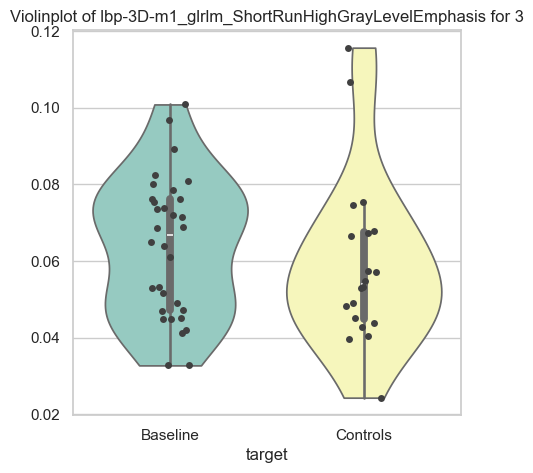 Violinplot of lbp-3D-m1_glrlm_ShortRunHighGrayLevelEmphasis for 3
0.12
0.10
0.08
0.06
0.04
0.02
Baseline Controls
target